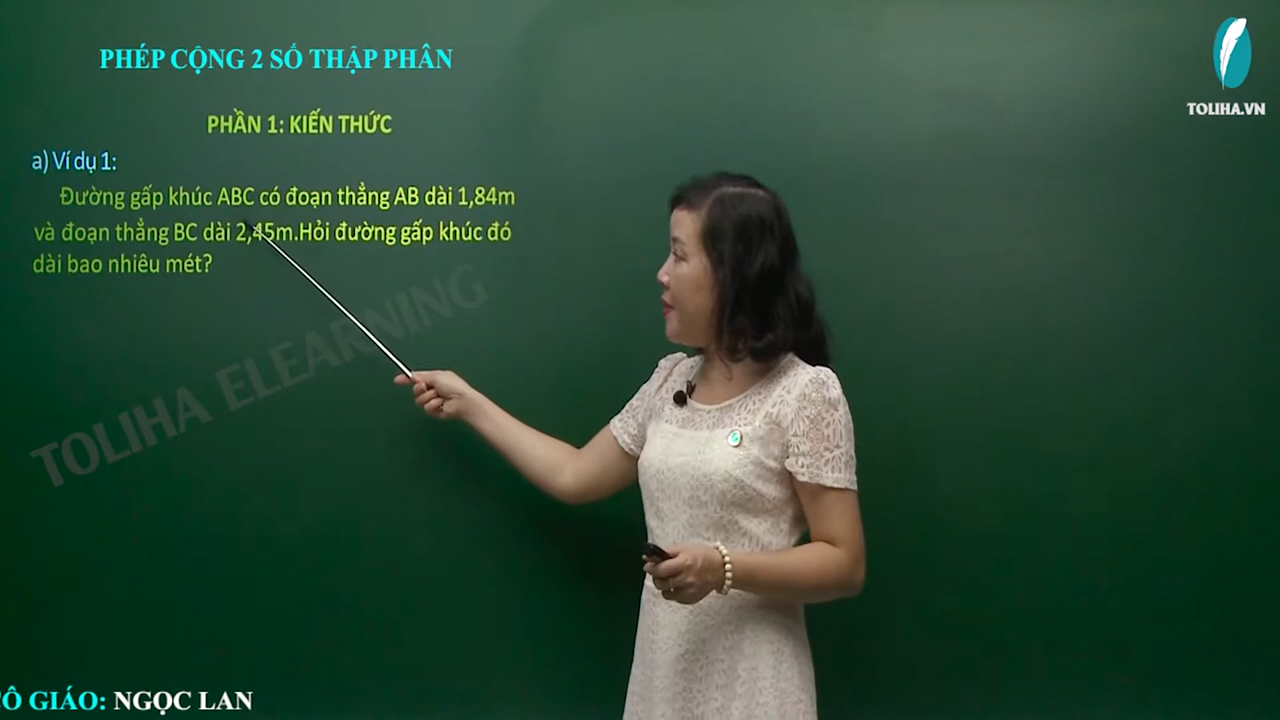 PHÉP CỘNG 2 SỐ THẬP PHÂN
TOLIHA.VN
PHẦN 1: KIẾN THỨC
a) Ví dụ 1:
Đường gấp khúc ABC có đoạn thẳng AB dài 1,84m
và đoạn thẳng BC dài 2,45m.Hỏi đường gấp khúc đó
dài bao nhiêu mét?
TOLIHA ELEARNING
Ô GIÁO: NGỌC LAN